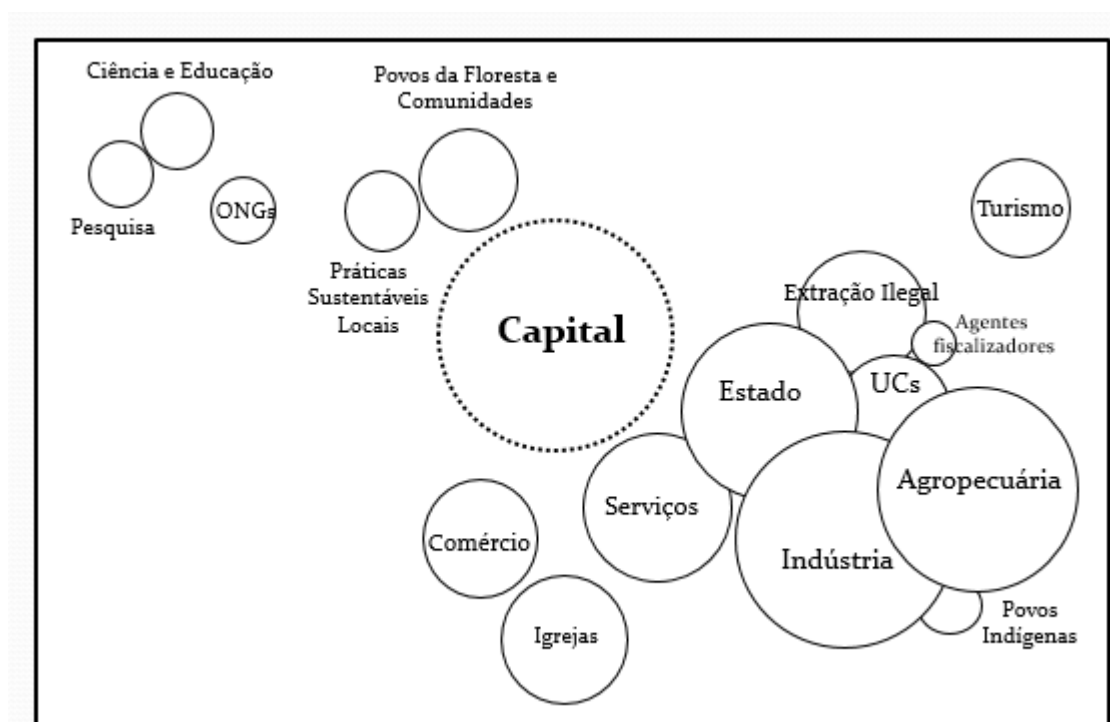 Ciência e Educação
Povos da Floresta e
Comunidades
ONGs
Pesquisa
Turismo
Práticas
Sustentáveis
Locais
Extração Ilegal
Agentes
fiscalizadores
Capital
Estado
UCs
Agropecuária
Serviços
Comércio
Indústria
Igrejas
Povos
Indígenas